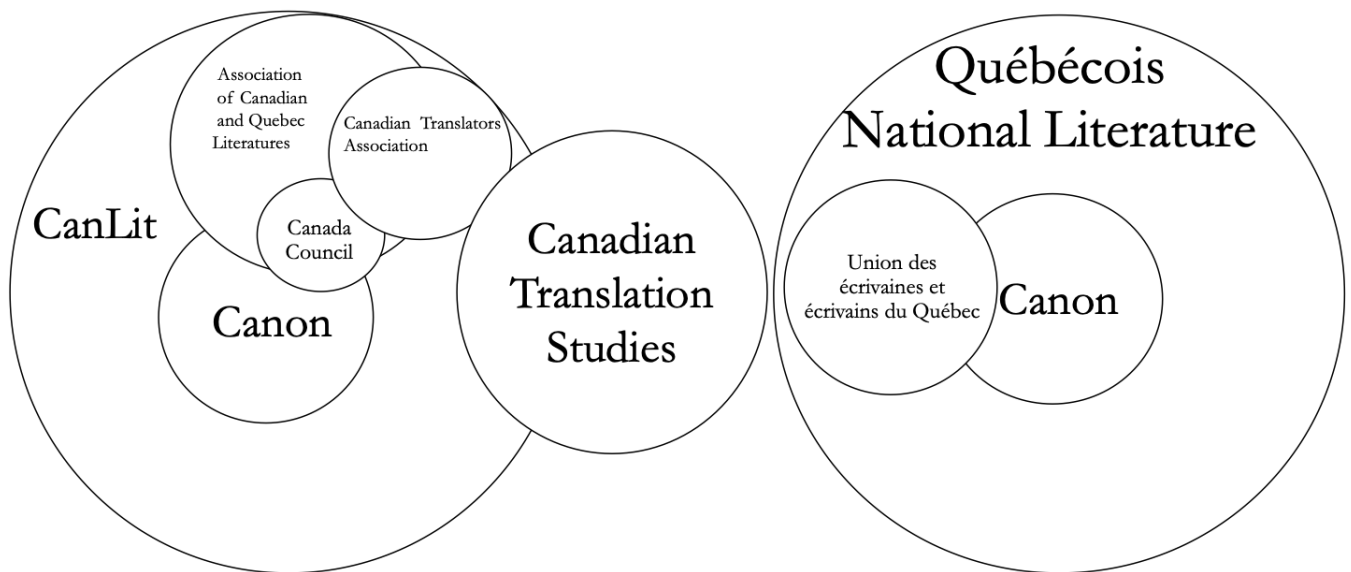 Association
of Canadian
and Quebec
Literatures
Canadian Translators
Association
CanLit
Canada
Council
Canon
Canadian
Translation
Studies
Québécois
National Literature
Union des
écrivaines et
écrivains du Québec
Canon